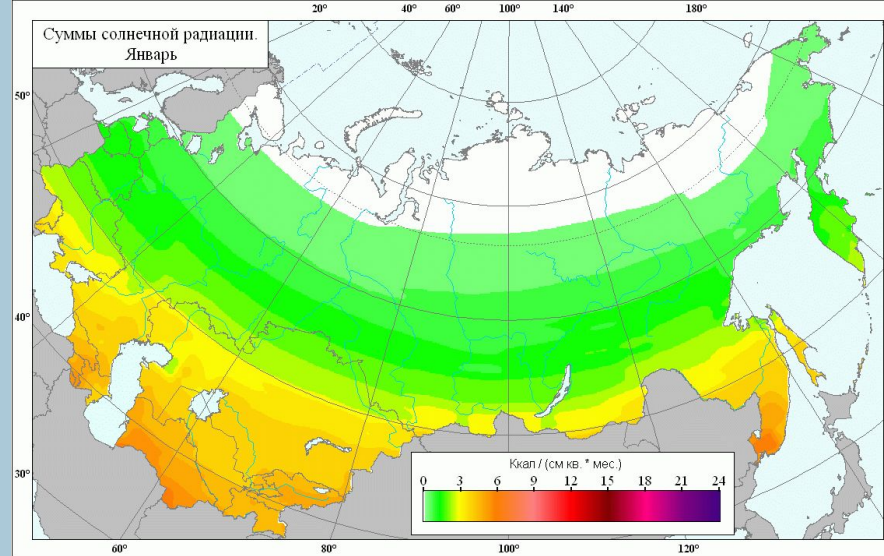 20° 40° 60° 100° 140° 180°
Суммы солнечной радиации.
Январь
50°
40°
30°
Ккал / (см кв. * мес.)
0 3 6 9 12 15 18 21 24
60° 80° 100° 120°